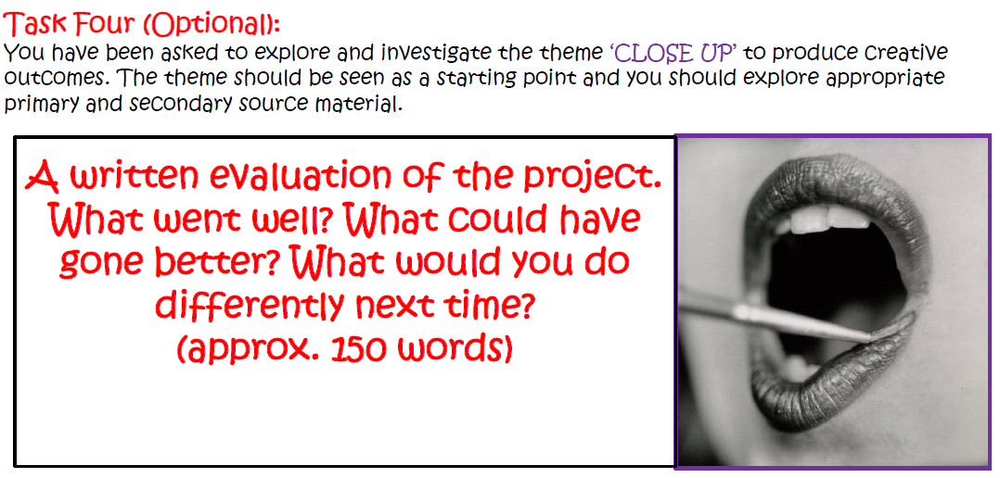 Task Four (Optional):
You have been asked to explore and investigate the theme ‘CLOSE UP’ to produce creative
outcomes. The theme should be seen as a starting point and you should explore appropriate
primary and secondary source material.
A written evaluation of the project.
What went well? What could have
gone better? What would you do
differently next time?
(approx. 150 words)